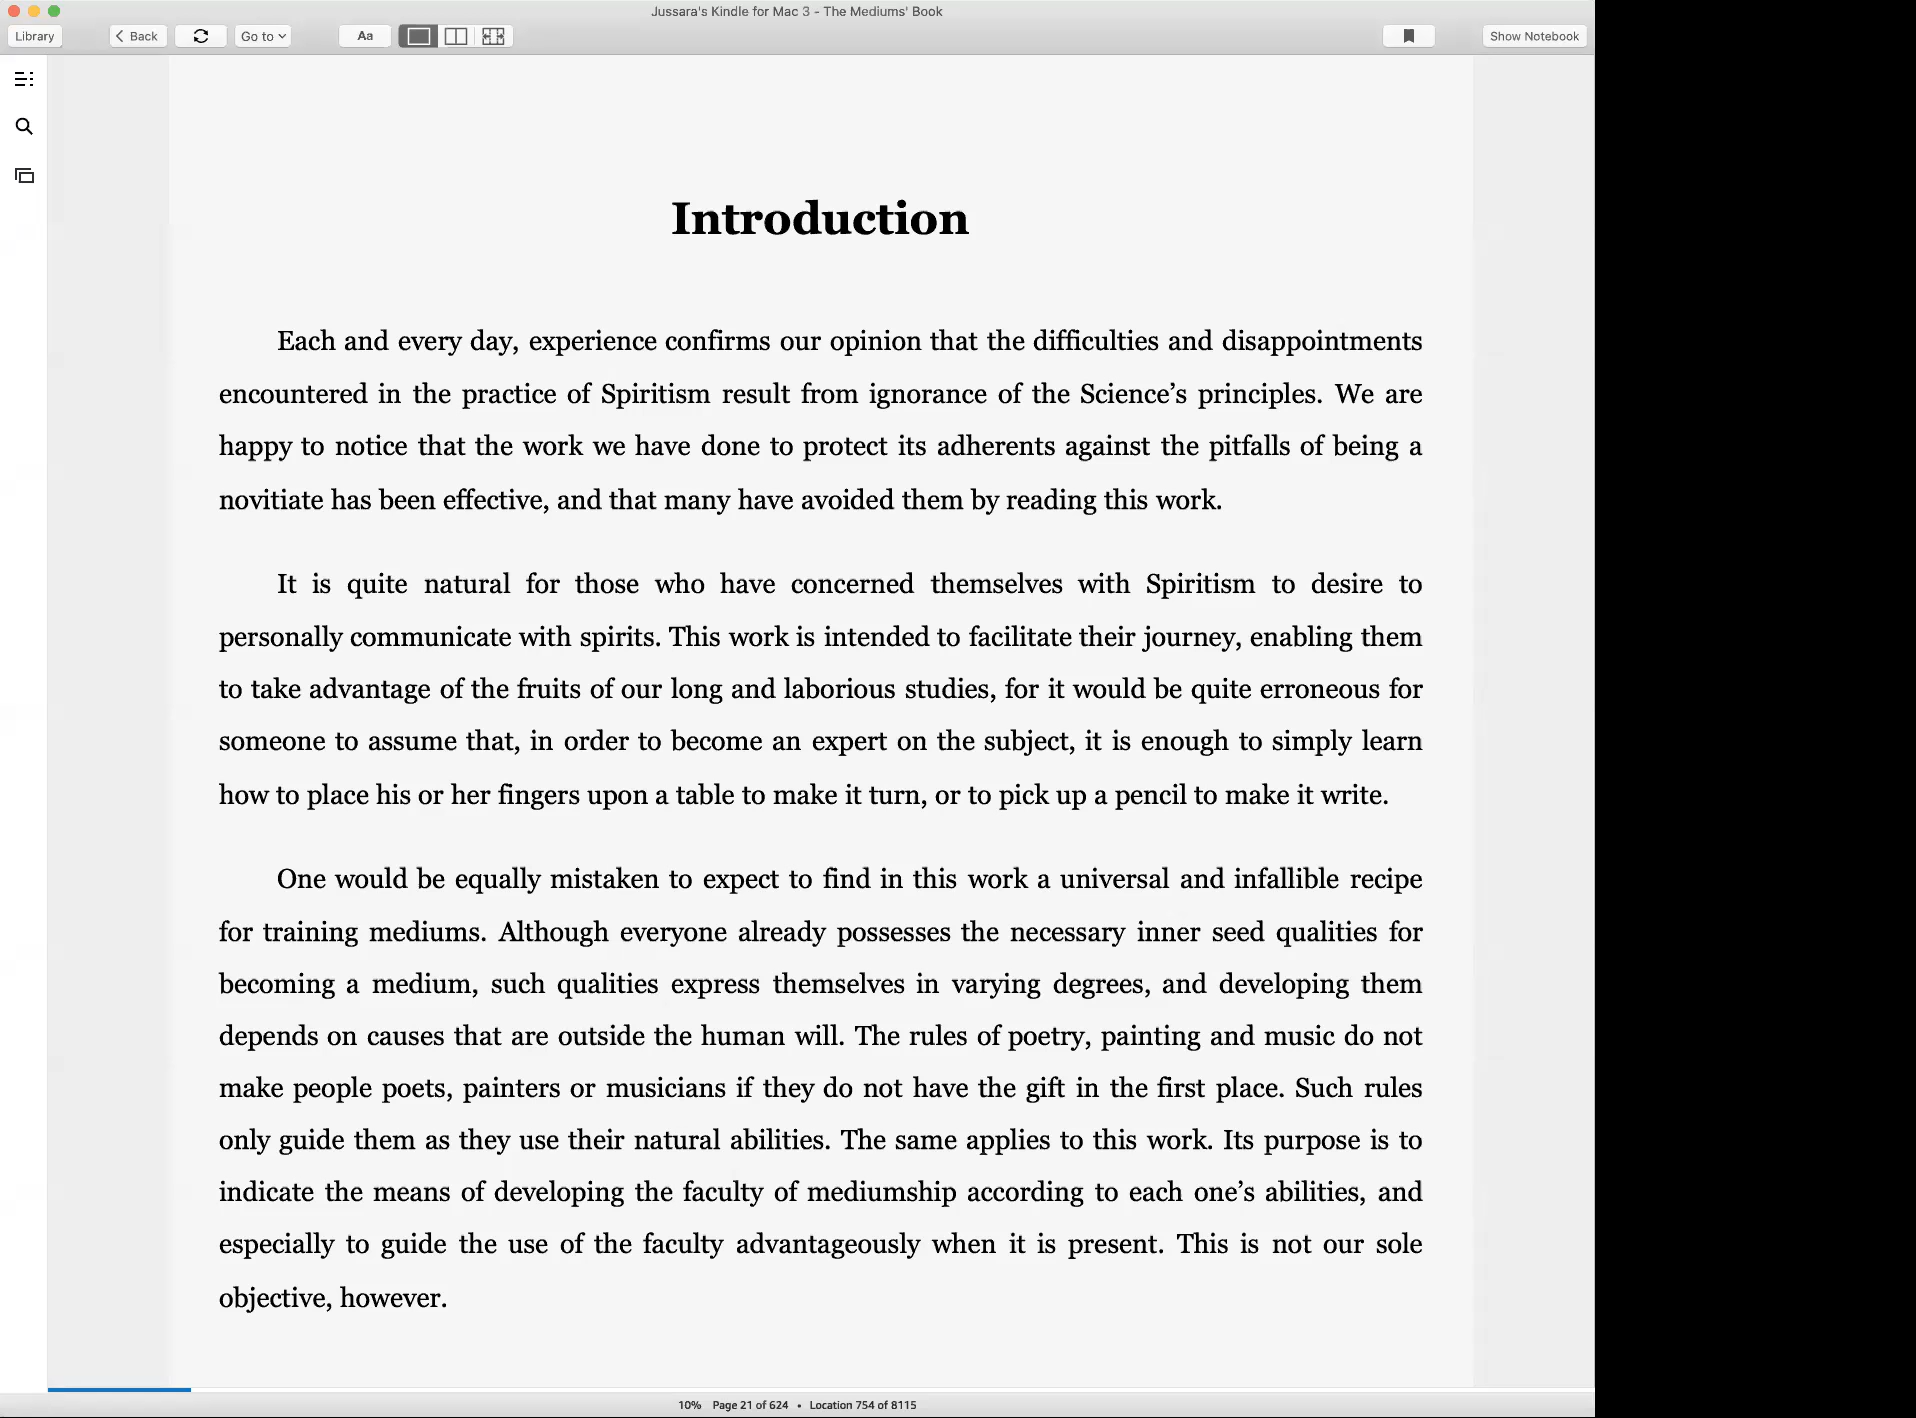 Jussara's Kindle for Mac 3 - The Mediums' Book
Library
Back
Go to
Aa
Show Notebook
Introduction
Each and every day, experience confirms our opinion that the difficulties and disappointments
encountered in the practice of Spiritism result from ignorance of the Science’s principles. We are
happy to notice that the work we have done to protect its adherents against the pitfalls of being a
novitiate has been effective, and that many have avoided them by reading this work.
It is quite natural for those who have concerned themselves with Spiritism to desire to
personally communicate with spirits. This work is intended to facilitate their journey, enabling them
to take advantage of the fruits of our long and laborious studies, for it would be quite erroneous for
someone to assume that, in order to become an expert on the subject, it is enough to simply learn
how to place his or her fingers upon a table to make it turn, or to pick up a pencil to make it write.
One would be equally mistaken to expect to find in this work a universal and infallible recipe
for training mediums. Although everyone already possesses the necessary inner seed qualities for
becoming a medium, such qualities express themselves in varying degrees, and developing them
depends on causes that are outside the human will. The rules of poetry, painting and music do not
make people poets, painters or musicians if they do not have the gift in the first place. Such rules
only guide them as they use their natural abilities. The same applies to this work. Its purpose is to
indicate the means of developing the faculty of mediumship according to each one’s abilities, and
especially to guide the use of the faculty advantageously when it is present. This is not our sole
objective, however.
10% Page 21 of 624 • Location 754 of 8115